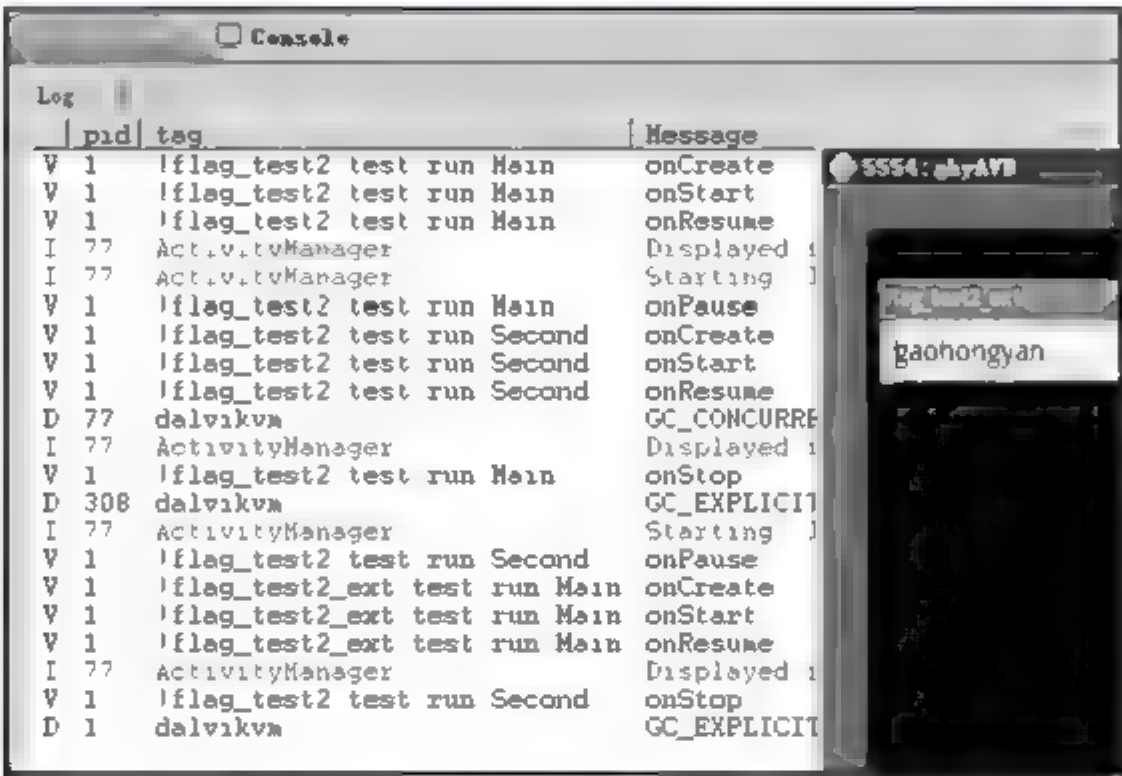 Console
Log
pid tag Message
V 1 !flag_test2 test run Main onCreate
V 1 !flag_test2 test run Main onStart
V 1 !flag_test2 test run Main onResume
I 77 ActivityManager Displayed
I 77 ActivityManager Starting
V 1 !flag_test2 test run Main onPause
V 1 !flag_test2 test run Second onCreate
V 1 !flag_test2 test run Second onStart
V 1 !flag_test2 test run Second onResume
D 77 dalvikvm GC_CONCURRE
I 77 ActivityManager Displayed
V 1 !flag_test2 test run Main onStop
D 308 dalvikvm GC_EXPLICIT
I 77 ActivityManager Starting
V 1 !flag_test2 test run Second onPause
V 1 !flag_test2_ext test run Main onCreate
V 1 !flag_test2_ext test run Main onStart
V 1 !flag_test2_ext test run Main onResume
I 77 ActivityManager Displayed
V 1 !flag_test2 test run Second onStop
D 1 dalvikvm GC_EXPLICIT
5554:
flag_test2_ext
gaohongyan